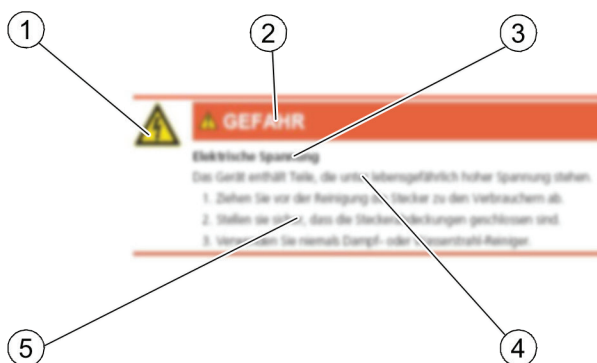 1 2 3
GEFAHR
Elektrische Spannung
Das Gerät enthält Teile, die unter lebensgefährlich hoher Spannung stehen.
1. Ziehen Sie vor der Reinigung die Stecker zu den Verbrauchern ab.
2. Stellen sie sicher, dass die Steckerabdeckungen geschlossen sind.
3. Verwenden Sie niemals Dampf- oder Wasserstrahl-Reiniger.
5 4